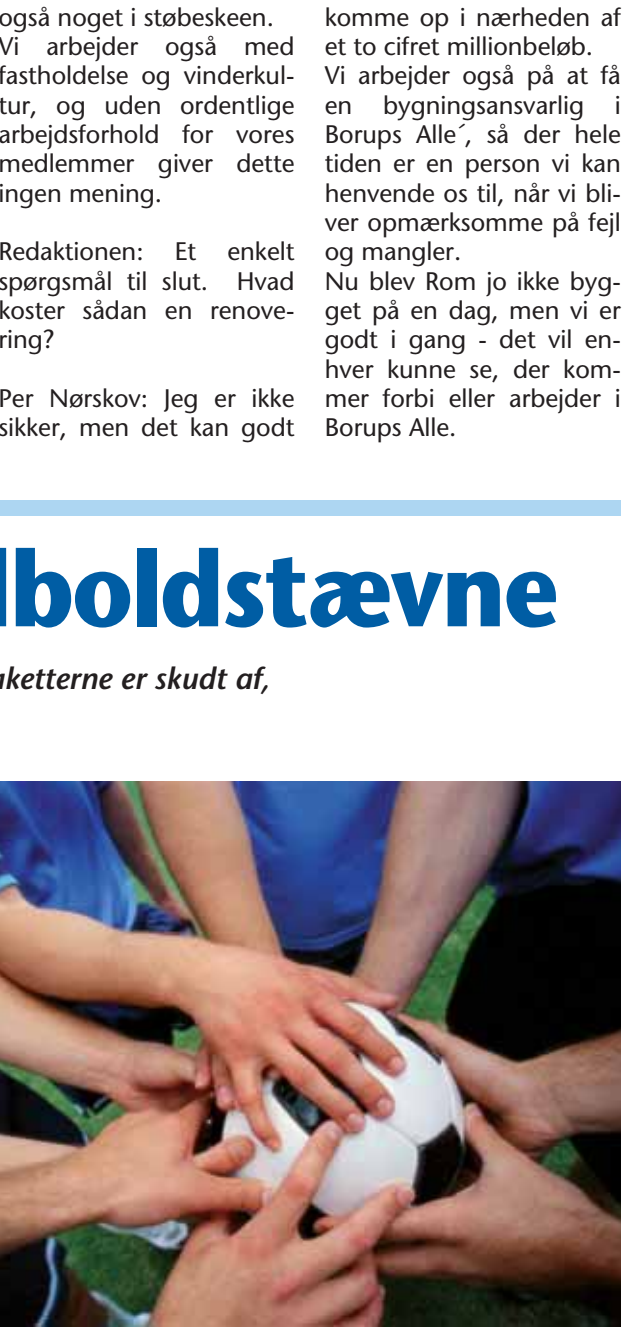 også noget i støbeskeen.
Vi arbejder også med
fastholdelse og vinderkul-
tur, og uden ordentlige
arbejdsforhold for vores
medlemmer giver dette
ingen mening.
Redaktionen: Et enkelt
spørgsmål til slut. Hvad
koster sådan en renove-
ring?
Per Nørskov: Jeg er ikke
sikker, men det kan godt
komme op i nærheden af
et to cifret millionbeløb.
Vi arbejder også på at få
en bygningsansvarlig i
Borups Alle´, så der hele
tiden er en person vi kan
henvende os til, når vi bli-
ver opmærksomme på fejl
og mangler.
Nu blev Rom jo ikke byg-
get på en dag, men vi er
godt i gang - det vil en-
hver kunne se, der kom-
mer forbi eller arbejder i
Borups Alle.
lboldstævne
aketterne er skudt af,